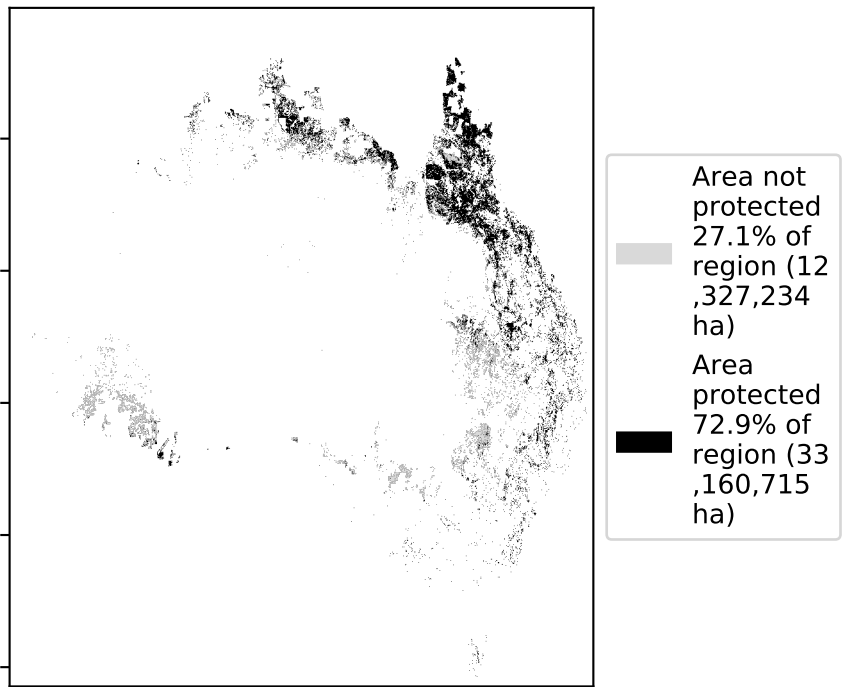 Area not
protected
27.1% of
region (12
,327,234
ha)
Area
protected
72.9% of
region (33
,160,715
ha)